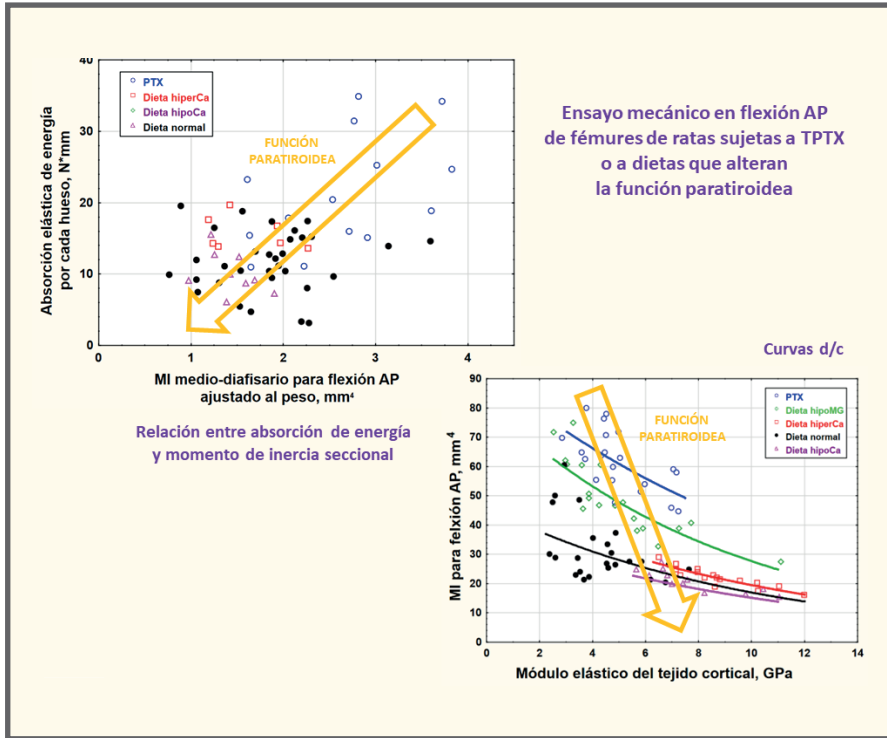 40
30
20
10
0
Absorción elástica de energía
por cada hueso, N*mm
PTX
Dieta hiperCa
Dieta hipoCa
Dieta normal
FUNCIÓN
PARATIROIDEA
0 1 2 3 4
MI medio-diafisario para flexión AP
ajustado al peso, mm⁴
Relación entre absorción de energía
y momento de inercia seccional
Ensayo mecánico en flexión AP
de fémures de ratas sujetas a TPTX
o a dietas que alteran
la función paratiroidea
Curvas d/c
90
80
70
60
50
40
30
20
10
0
MI para felxión AP, mm⁻⁴
PTX
Dieta hipoMG
Dieta hiperCa
Dieta normal
Dieta hipoCa
FUNCIÓN
PARATIROIDEA
0 2 4 6 8 10 12 14
Módulo elástico del tejido cortical, GPa